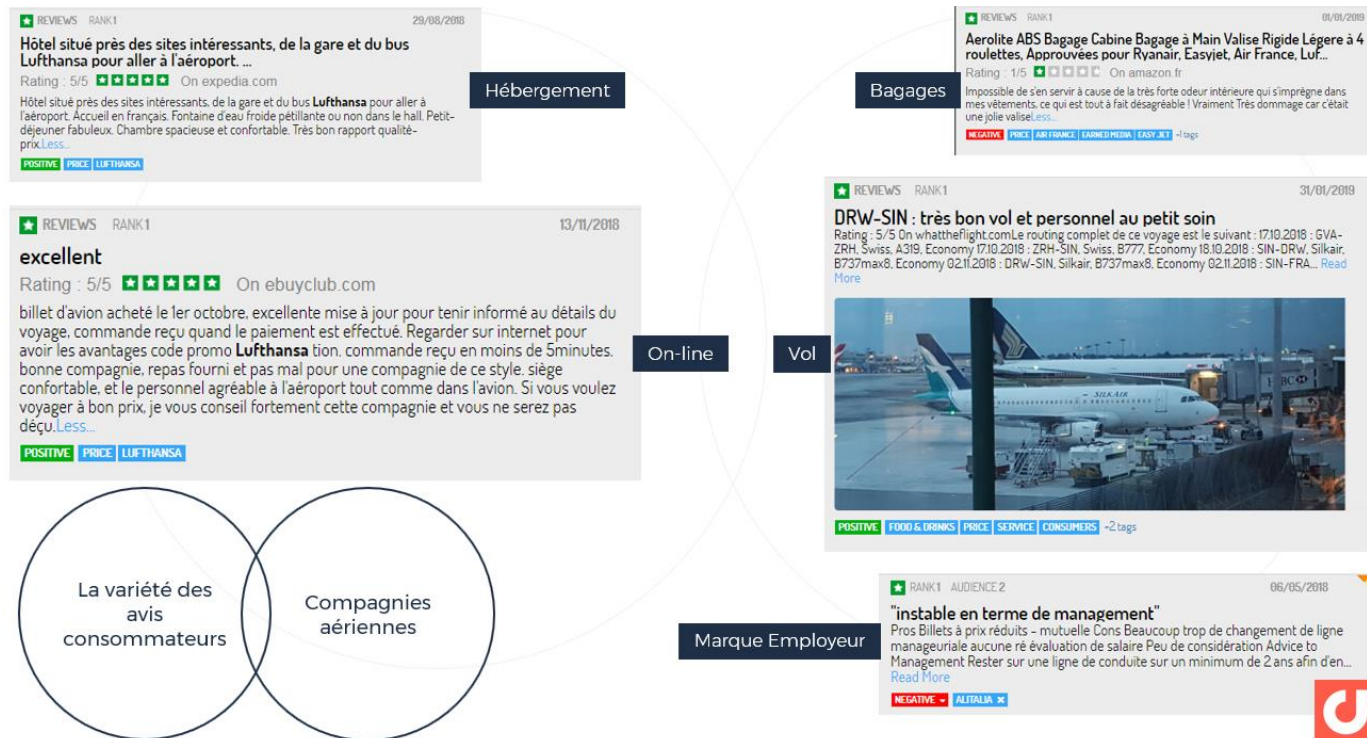 REVIEWS RANK1 29/08/2018
Hôtel situé près des sites intéressants, de la gare et du bus
Lufthansa pour aller à l'aéroport. ...
Rating : 5/5 On expedia.com
Hôtel situé près des sites intéressants, de la gare et du bus Lufthansa pour aller à
l'aéroport. Accueil en français. Fontaine d'eau froide pétillante ou non dans le hall. Petit-
déjeuner fabuleux. Chambre spacieuse et confortable. Très bon rapport qualité-
prix.Less...
POSITIVE PRICE LUFTHANSA
Hébergement
REVIEWS RANK1 01/01/2019
Aerolite ABS Bagage Cabine Bagage à Main Valise Rigide Légere à 4
roulettes, Approuvées pour Ryanair, Easyjet, Air France, Luf...
Rating : 1/5 On amazon.fr
Impossible de s'en servir à cause de la très forte odeur intérieure qui s'imprègne dans
mes vêtements, ce qui est tout à fait désagréable ! Vraiment Très dommage car c'était
une jolie valiseLess...
NEGATIVE PRICE AIR FRANCE EARNED MEDIA EASY JET +1 tags
Bagages
REVIEWS RANK1 13/11/2018
excellent
Rating : 5/5 On ebuyclub.com
billet d'avion acheté le 1er octobre, excellente mise à jour pour tenir informé au détails du
voyage, commande reçu quand le paiement est effectué. Regarder sur internet pour
avoir les avantages code promo Lufthansa tion. commande reçu en moins de 5minutes.
bonne compagnie, repas fourni et pas mal pour une compagnie de ce style. siège
confortable, et le personnel agréable à l'aéroport tout comme dans l'avion. Si vous voulez
voyager à bon prix, je vous conseil fortement cette compagnie et vous ne serez pas
déçu.Less...
POSITIVE PRICE LUFTHANSA
On-line
Vol
REVIEWS RANK1 31/01/2019
DRW-SIN : très bon vol et personnel au petit soin
Rating : 5/5 On whattheflight.comLe routing complet de ce voyage est le suivant : 17.10.2018 : GVA-
ZRH, Swiss, A319, Economy 17.10.2018 : ZRH-SIN, Swiss, B777, Economy 18.10.2018 : SIN-DRW, Silkair,
B737max8, Economy 02.11.2018 : DRW-SIN, Silkair, B737max8, Economy 02.11.2018 : SIN-FRA... Read
More
SILKAIR
HSBC
POSITIVE FOOD & DRINKS PRICE SERVICE CONSUMERS +2 tags
La variété des
avis
consommateurs
Compagnies
aériennes
Marque Employeur
RANK1 AUDIENCE 2 06/05/2018
"instable en terme de management"
Pros Billets à prix réduits - mutuelle Cons Beaucoup trop de changement de ligne
manageuriale aucune ré évaluation de salaire Peu de considération Advice to
Management Rester sur une ligne de conduite sur un minimum de 2 ans afin d'en...
Read More
NEGATIVE ALITALIA